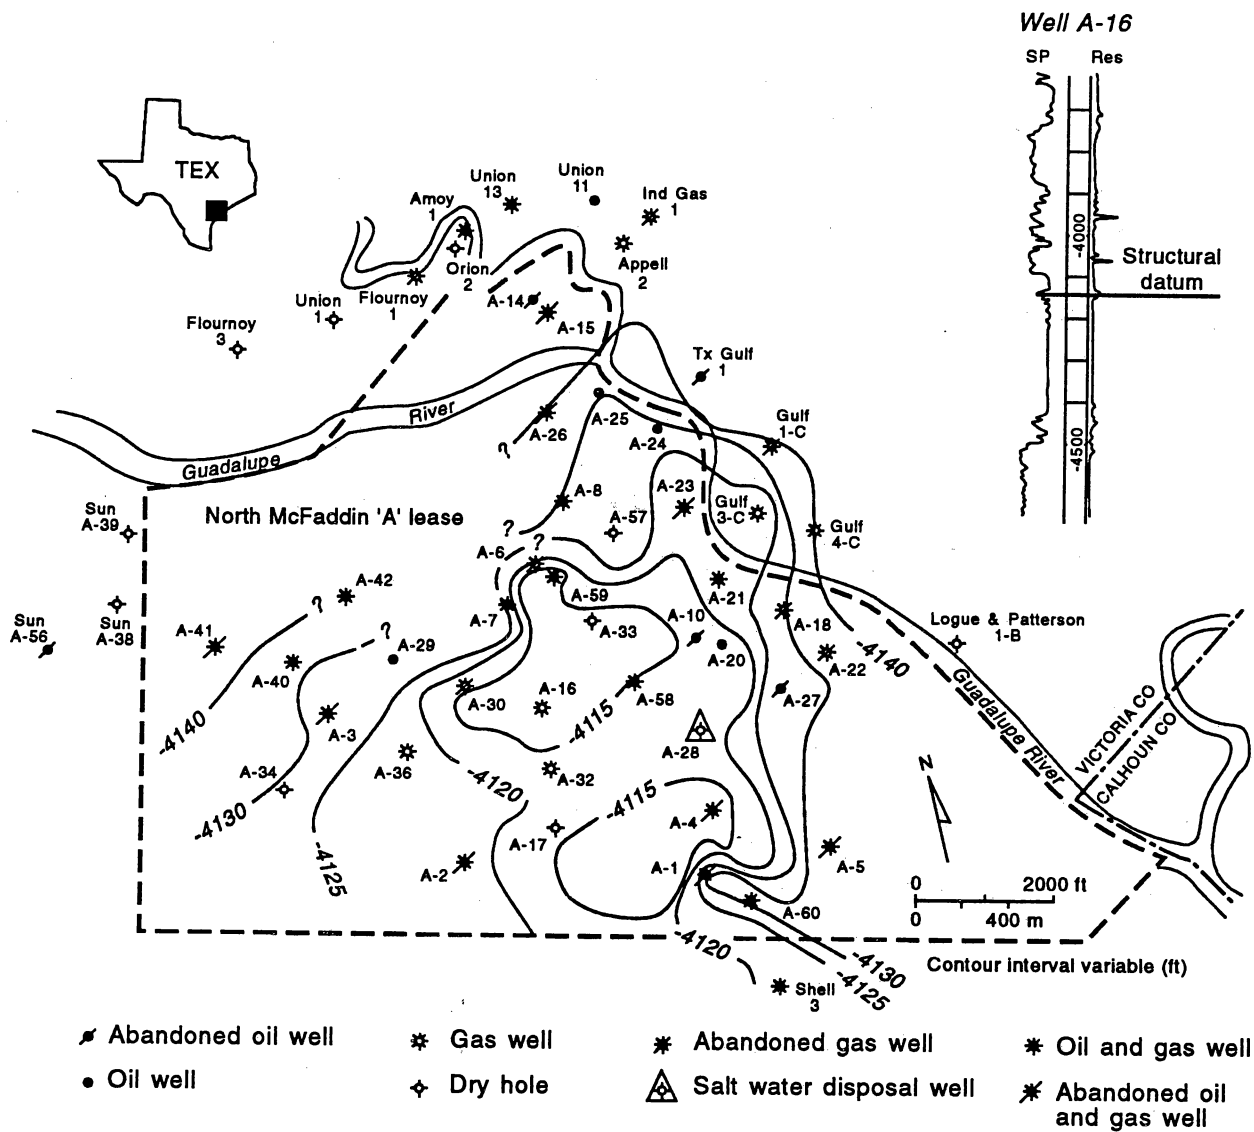 Well A-16
SP
Res
-4000
Structural
datum
-4500
TEX
Union
13
Union
11
Ind Gas
1
Amoy
1
Orion
2
Appell
2
Flournoy
1
Union
1
A-14
A-15
Flournoy
3
Tx Gulf
1
River
Guadalupe
A-26
A-25
A-24
Gulf
1-C
?
Sun
A-39
North McFaddin 'A' lease
A-8
A-23
A-57
Gulf
3-C
Gulf
4-C
?
?
A-6
A-42
A-59
A-7
A-21
?
Sun
A-56
Sun
A-38
A-41
?
A-29
A-33
A-10
A-20
A-18
A-22
-4140
Logue & Patterson
1-B
A-40
A-30
A-16
A-58
A-27
-4115
Guadalupe River
VICTORIA CO
CALHOUN CO
-4140
A-3
A-36
A-28
A-34
A-32
-4120
-4115
N
-4130
A-4
A-17
-4125
A-2
A-1
A-5
A-60
0
2000 ft
0
400 m
-4120
-4130
-4125
Contour interval variable (ft)
Shell
3
Abandoned oil well
Gas well
Abandoned gas well
Oil and gas well
Oil well
Dry hole
Salt water disposal well
Abandoned oil
and gas well